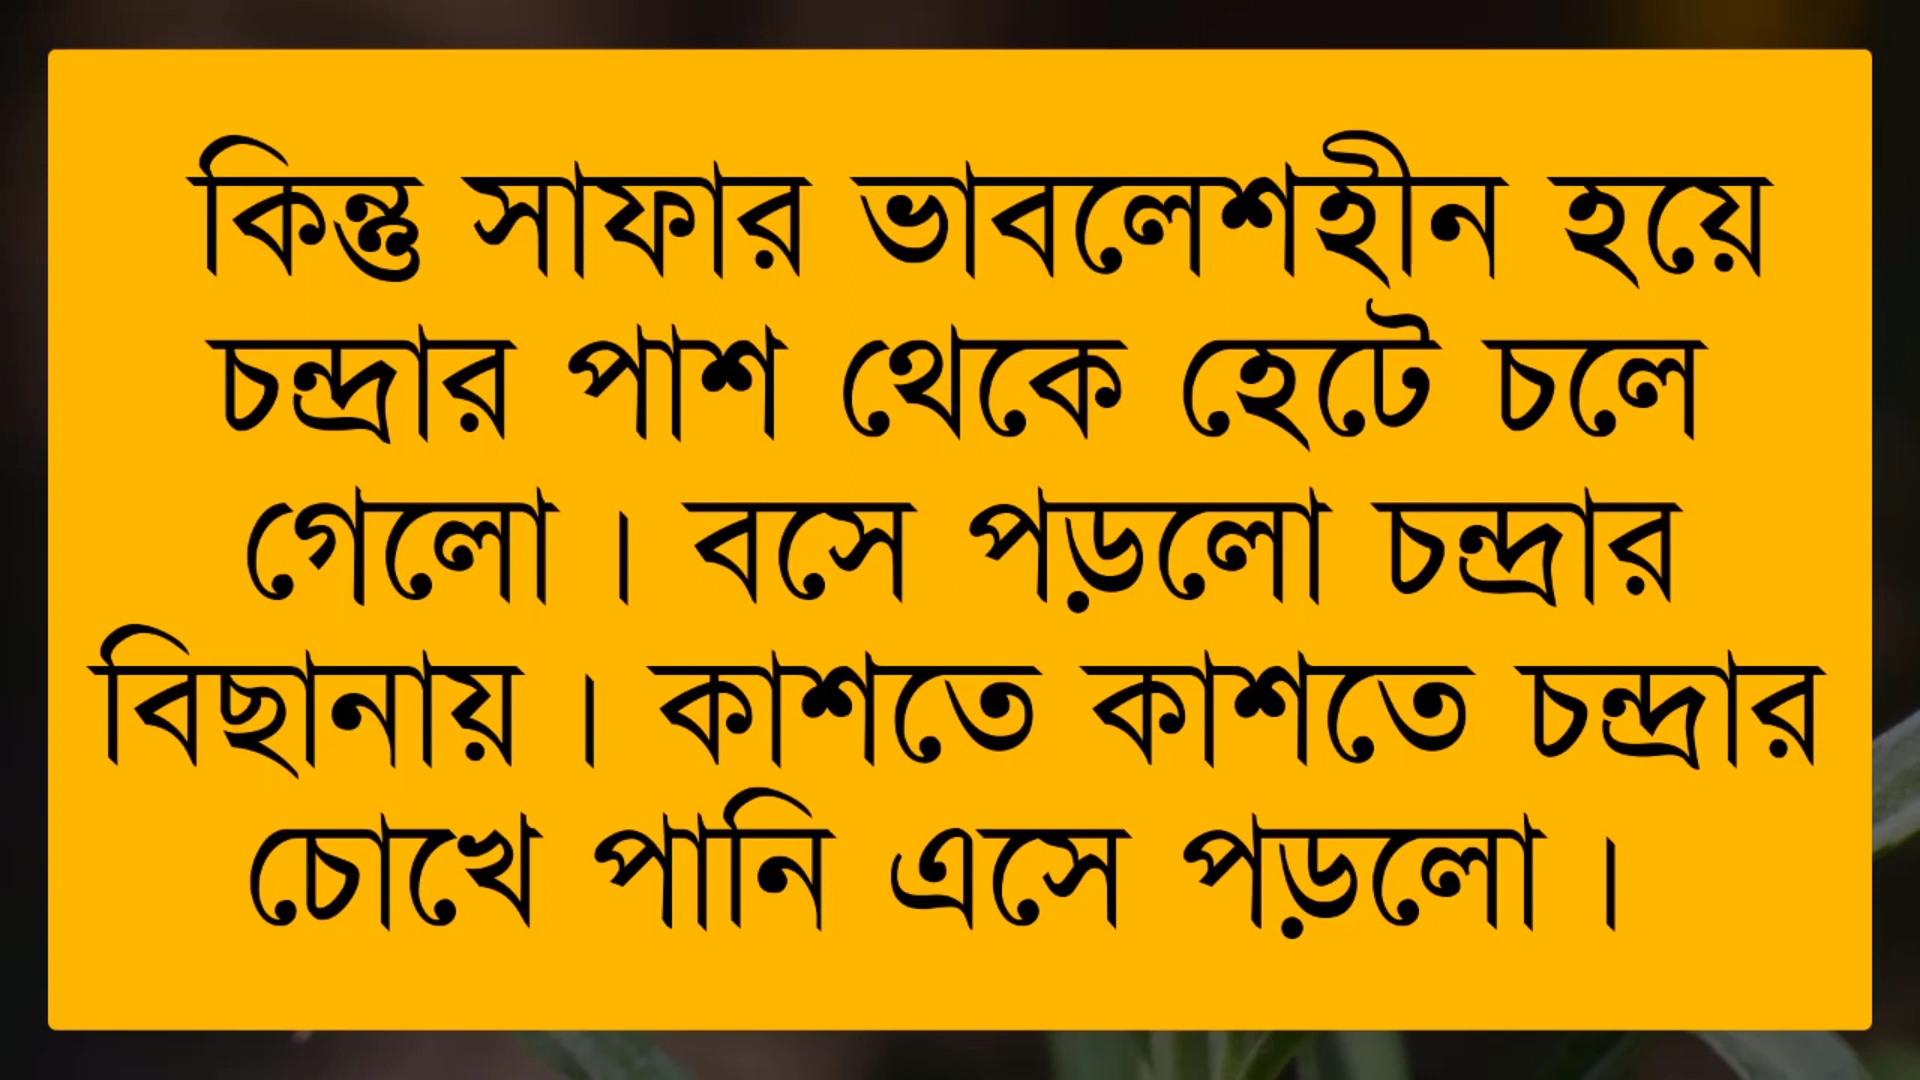 কিন্তু সাফার ভাবলেশহীন হয়ে
চন্দ্রার পাশ থেকে হেটে চলে
গেলো । বসে পড়লো চন্দ্রার
বিছানায় । কাশতে কাশতে চন্দ্রার
চোখে পানি এসে পড়লো ।